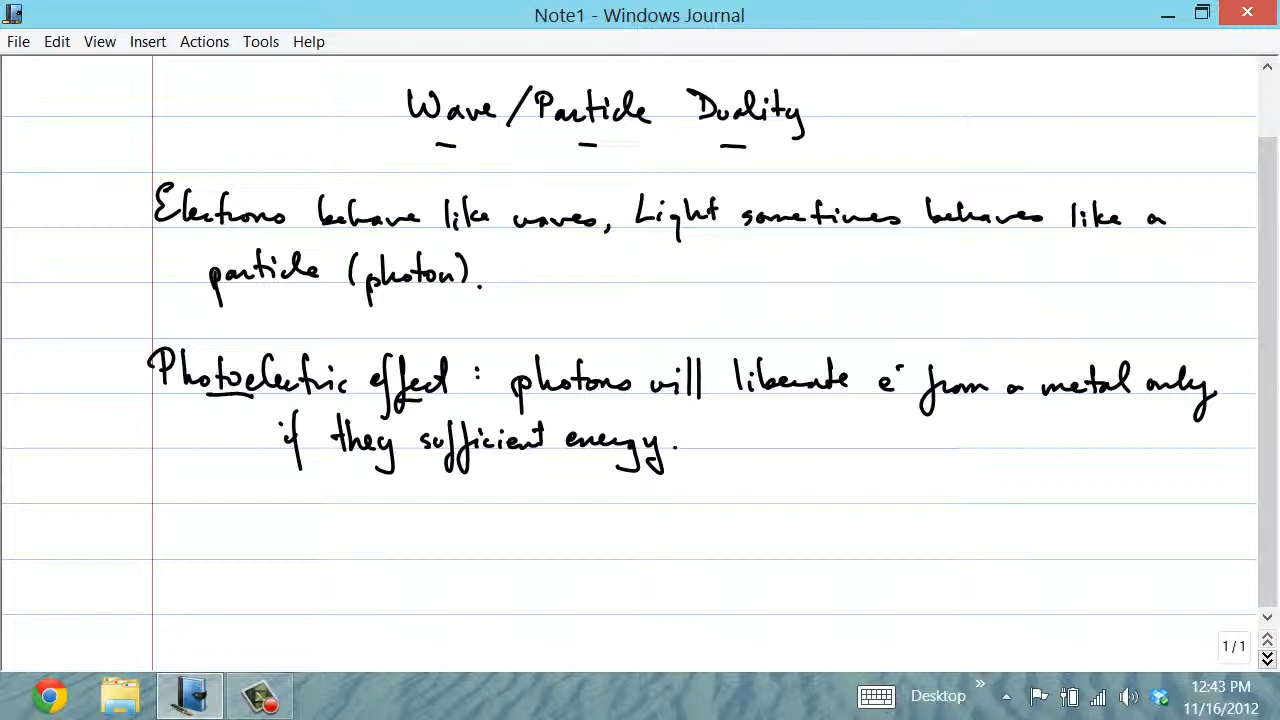 Note1 - Windows Journal
File Edit View Insert Actions Tools Help
Wave/Particle Duality
Electrons behave like waves, Light sometimes behaves like a
particle (photon).
Photoelectric effect : photons will liberate e⁻ from a metal only
if they sufficient energy.
1 / 1
Desktop
12:43 PM
11/16/2012